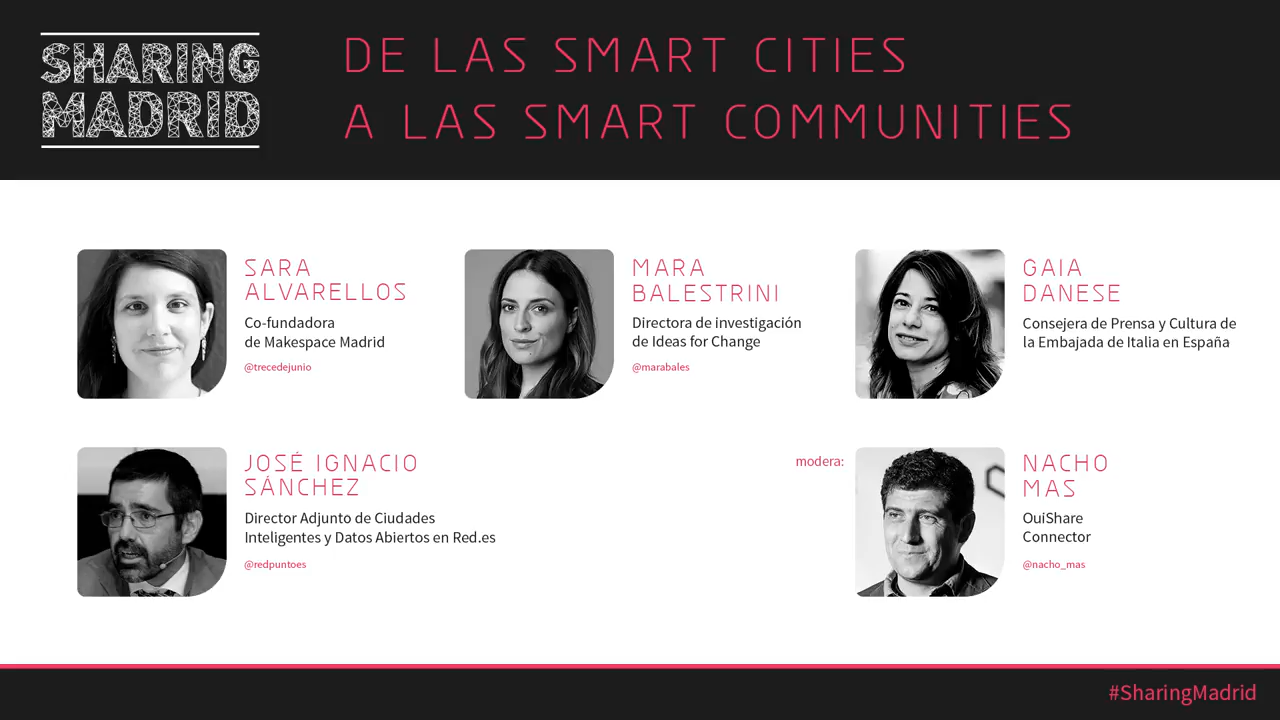 SHARING
MADRID
DE LAS SMART CITIES
A LAS SMART COMMUNITIES
SARA
ALVARELLOS
Co-fundadora
de Makespace Madrid
@trecedejunio
MARA
BALESTRINI
Directora de investigación
de Ideas for Change
@marabales
GAIA
DANESE
Consejera de Prensa y Cultura de
la Embajada de Italia en España
JOSÉ IGNACIO
SÁNCHEZ
Director Adjunto de Ciudades
Inteligentes y Datos Abiertos en Red.es
@redpuntoes
modera:
NACHO
MAS
OuiShare
Connector
@nacho_mas
#SharingMadrid